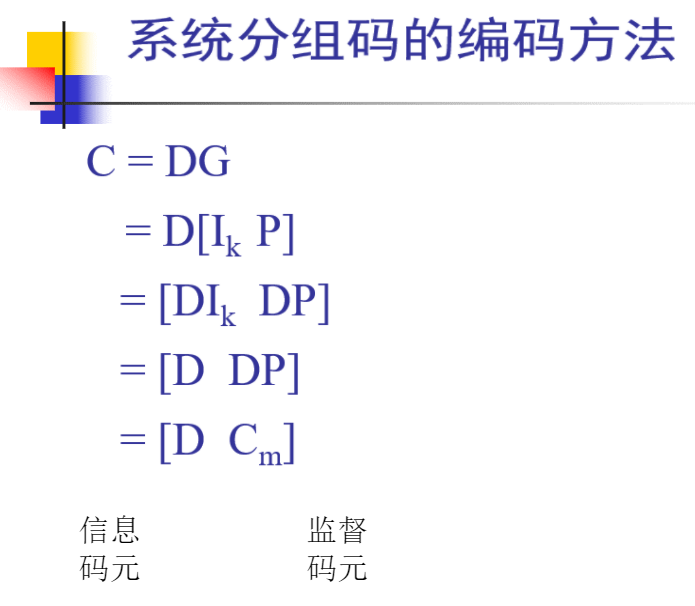 系统分组码的编码方法
C = DG
= D[Iₖ P]
= [DIₖ DP]
= [D DP]
= [D Cₘ]
信息 监督
码元 码元